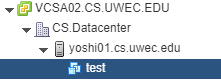 VCSA02.CS.UWEC.EDU
CS.Datacenter
yoshi01.cs.uwec.edu
test